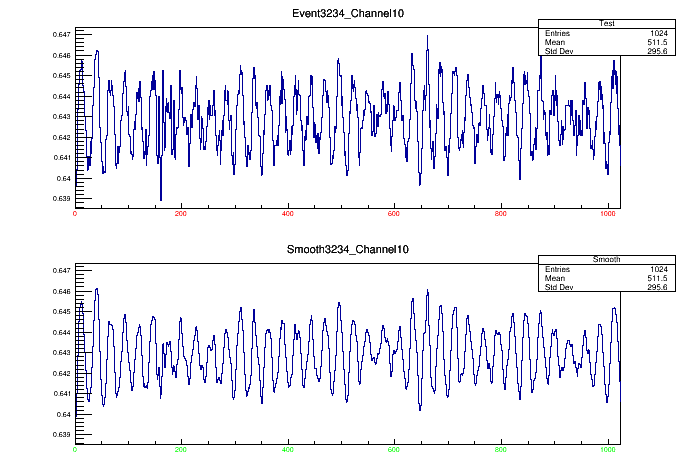 Event3234_Channel10
Test
Entries 1024
Mean 511.5
Std Dev 295.6
0.647
0.646
0.645
0.644
0.643
0.642
0.641
0.64
0.639
0 200 400 600 800 1000
Smooth3234_Channel10
Smooth
Entries 1024
Mean 511.5
Std Dev 295.6
0.647
0.646
0.645
0.644
0.643
0.642
0.641
0.64
0.639
0 200 400 600 800 1000